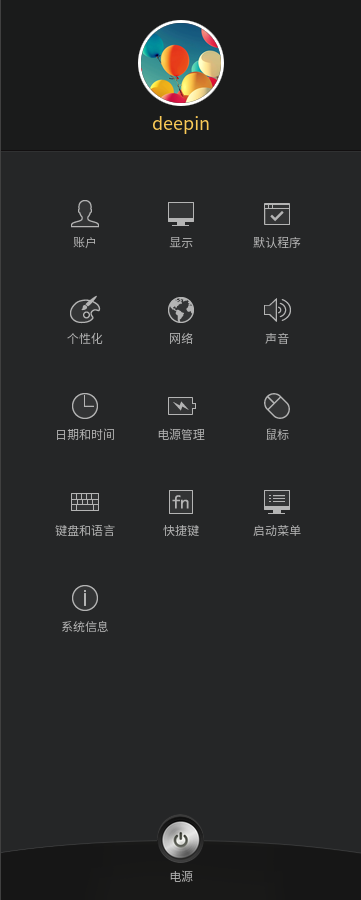 deepin
账户 显示 默认程序
个性化 网络 声音
日期和时间 电源管理 鼠标
键盘和语言 fn 快捷键 启动菜单
系统信息
电源